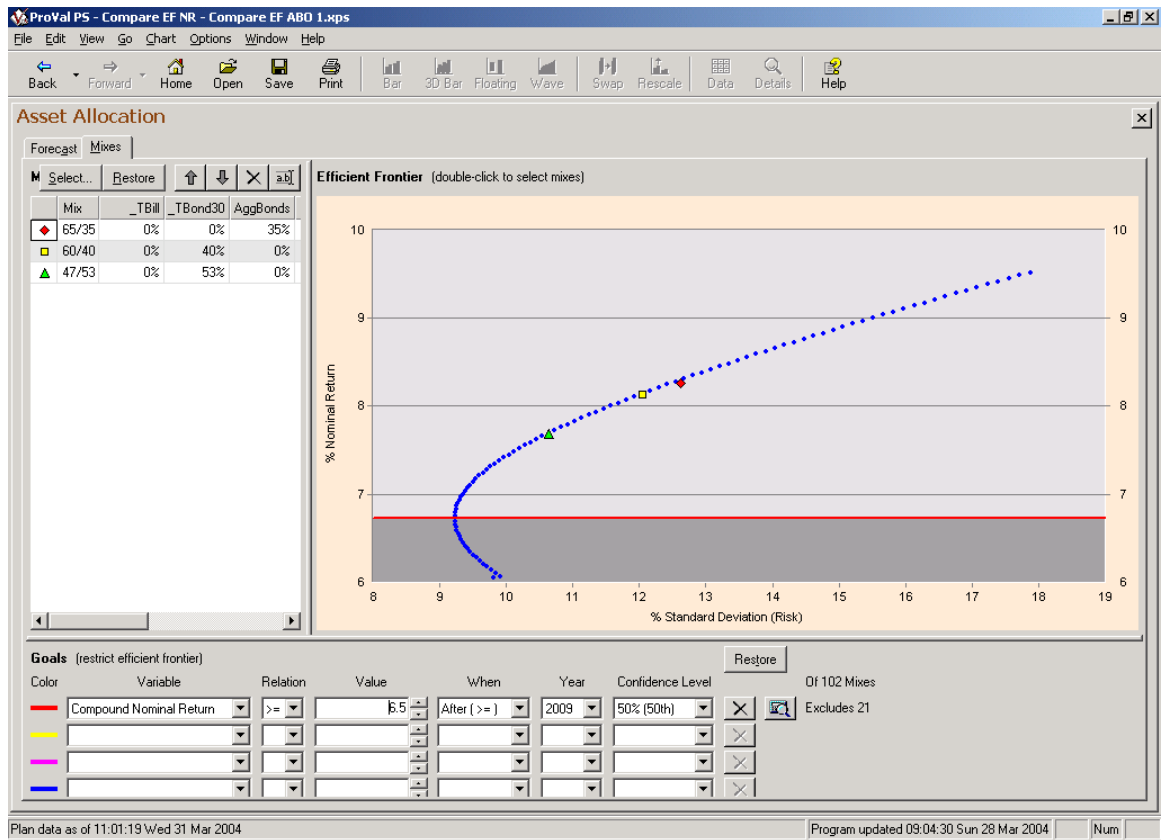 ProVal PS - Compare EF NR - Compare EF ABO 1.xps
File Edit View Go Chart Options Window Help
Back Forward Home Open Save Print Bar 3D Bar Floating Wave Swap Rescale Data Details Help
Asset Allocation
Forecast Mixes
M Select... Restore a.b
Mix _TBill _TBond30 AggBonds
65/35 0% 0% 35%
60/40 0% 40% 0%
47/53 0% 53% 0%
Efficient Frontier (double-click to select mixes)
10 10
9 9
8 8
7 7
6 6
% Nominal Return
8 9 10 11 12 13 14 15 16 17 18 19
% Standard Deviation (Risk)
Goals (restrict efficient frontier) Restore
Color Variable Relation Value When Year Confidence Level Of 102 Mixes
Compound Nominal Return >= 6.5 After ( >= ) 2009 50% (50th) Excludes 21
Plan data as of 11:01:19 Wed 31 Mar 2004 Program updated 09:04:30 Sun 28 Mar 2004 Num